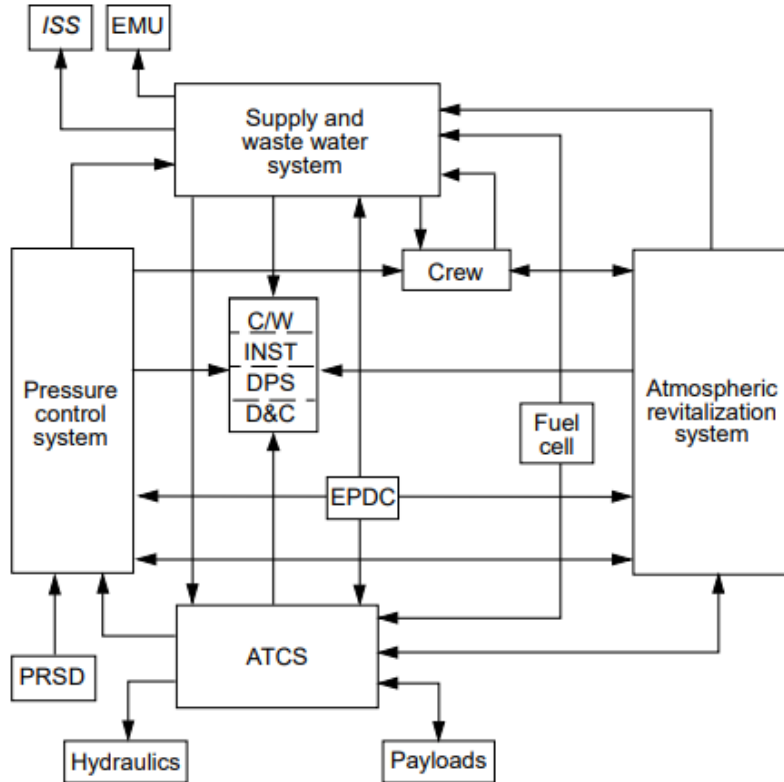 ISS
EMU
Supply and
waste water
system
Crew
C/W
INST
DPS
D&C
Pressure
control
system
Atmospheric
revitalization
system
Fuel
cell
EPDC
ATCS
PRSD
Hydraulics
Payloads